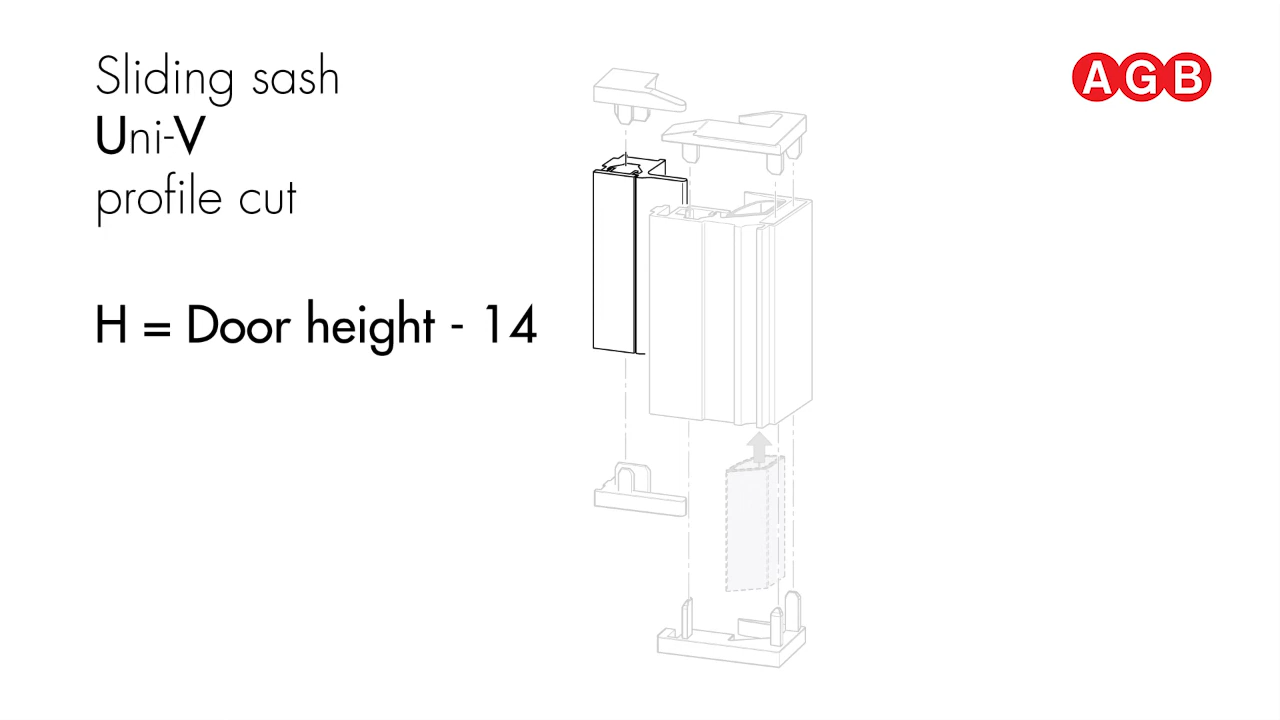 Sliding sash
Uni-V
profile cut
H = Door height - 14
AGB